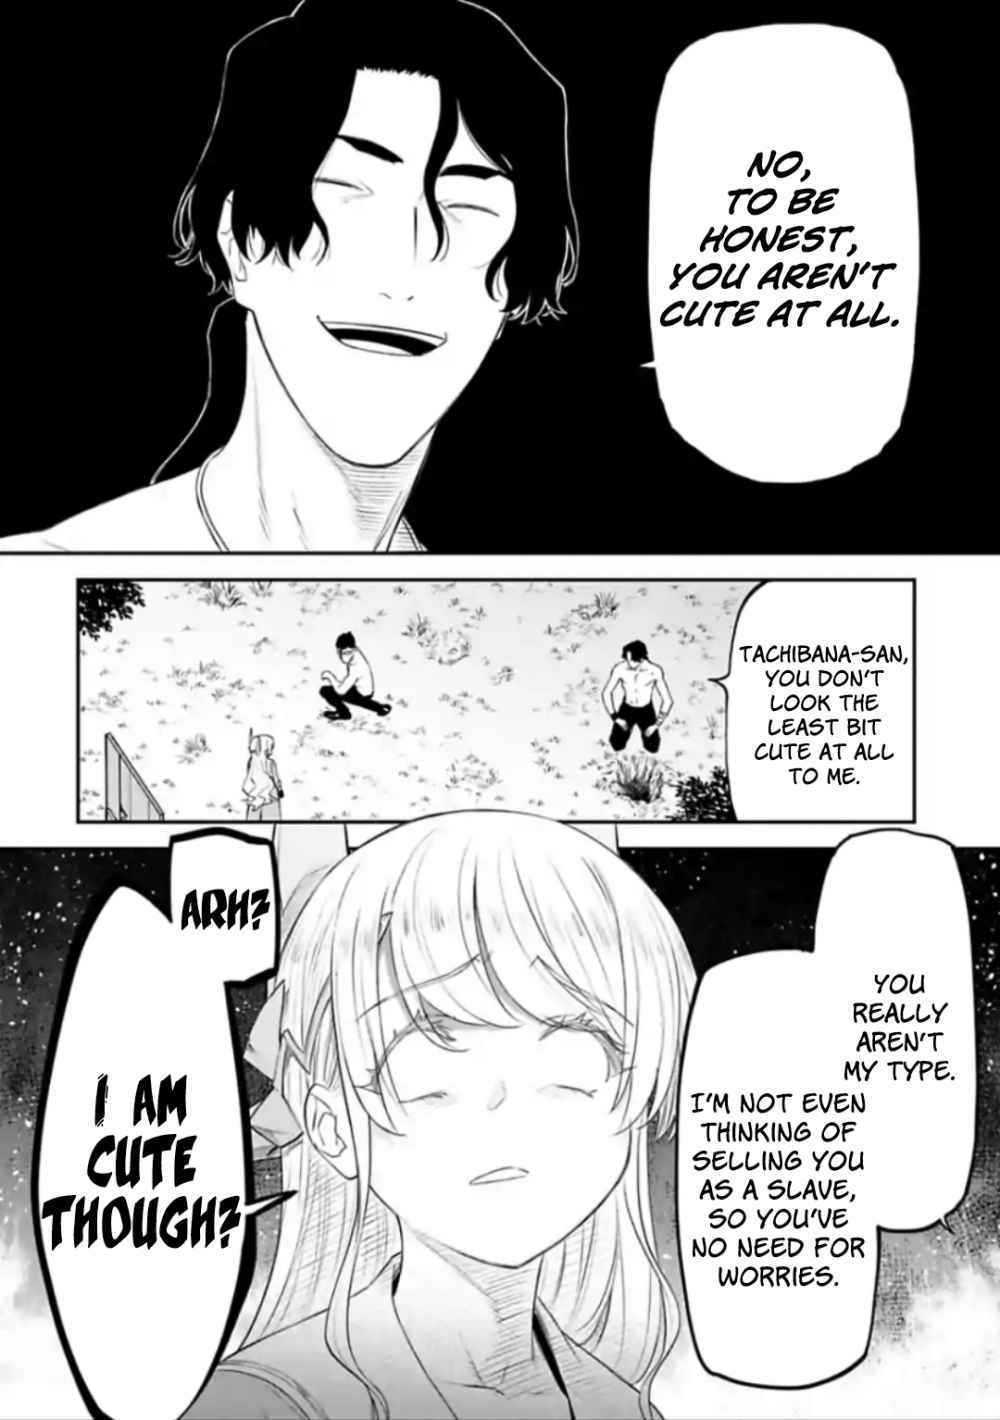 NO,
TO BE
HONEST,
YOU AREN'T
CUTE AT ALL.
TACHIBANA-SAN,
YOU DON'T
LOOK THE
LEAST BIT
CUTE AT ALL
TO ME.
YOU
REALLY
AREN'T
MY TYPE.
I'M NOT EVEN
THINKING OF
SELLING YOU
AS A SLAVE,
SO YOU'VE
NO NEED FOR
WORRIES.
ARH?
I AM
CUTE
THOUGH?